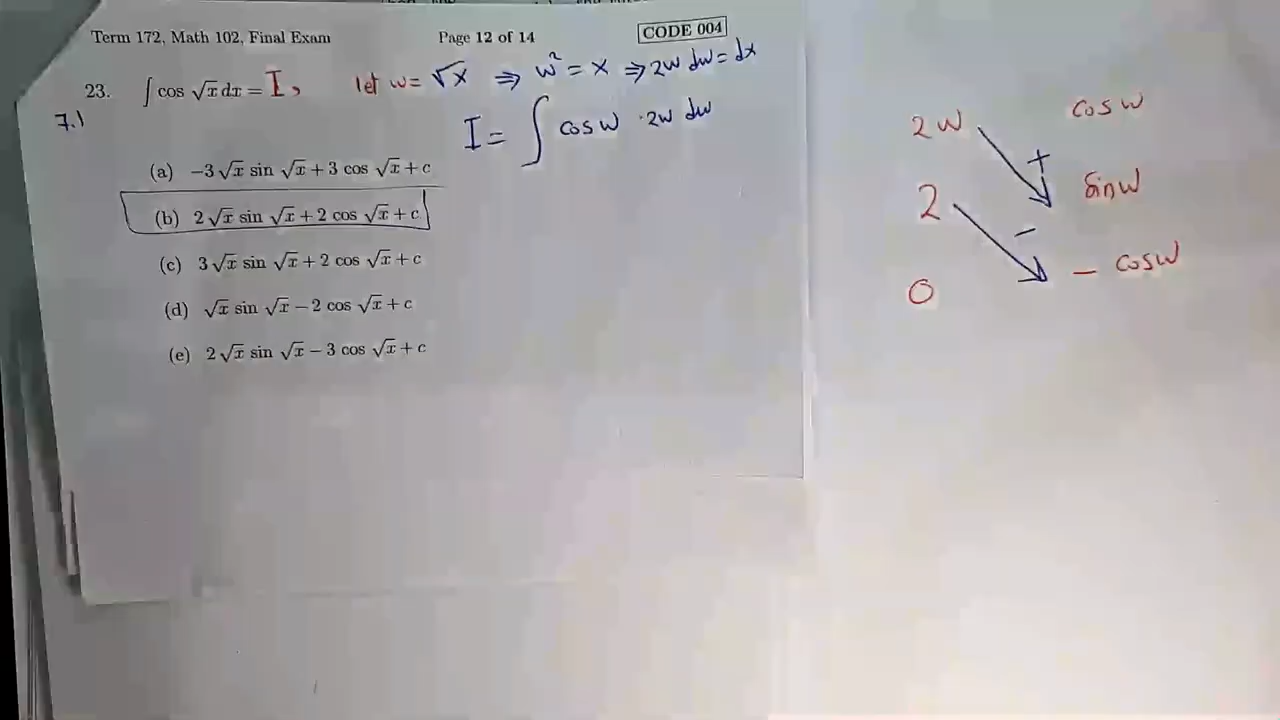 Term 172, Math 102, Final Exam Page 12 of 14 CODE 004
23. ∫ cos √x dx = I, let w = √x ⇒ w² = x ⇒ 2w dw = dx
7.1
I = ∫ cos w · 2w dw
(a) −3√x sin √x + 3 cos √x + c
(b) 2√x sin √x + 2 cos √x + c
(c) 3√x sin √x + 2 cos √x + c
(d) √x sin √x − 2 cos √x + c
(e) 2√x sin √x − 3 cos √x + c
2w cos w
+
2 sin w
−
0 − cos w